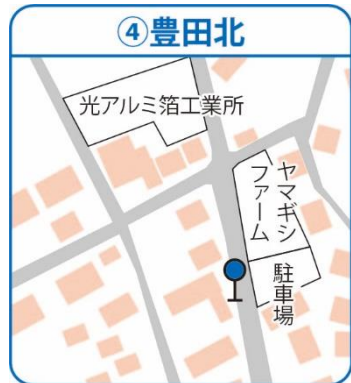 ④豊田北
光アルミ箔工業所
ヤマギシ
ファーム
駐車場